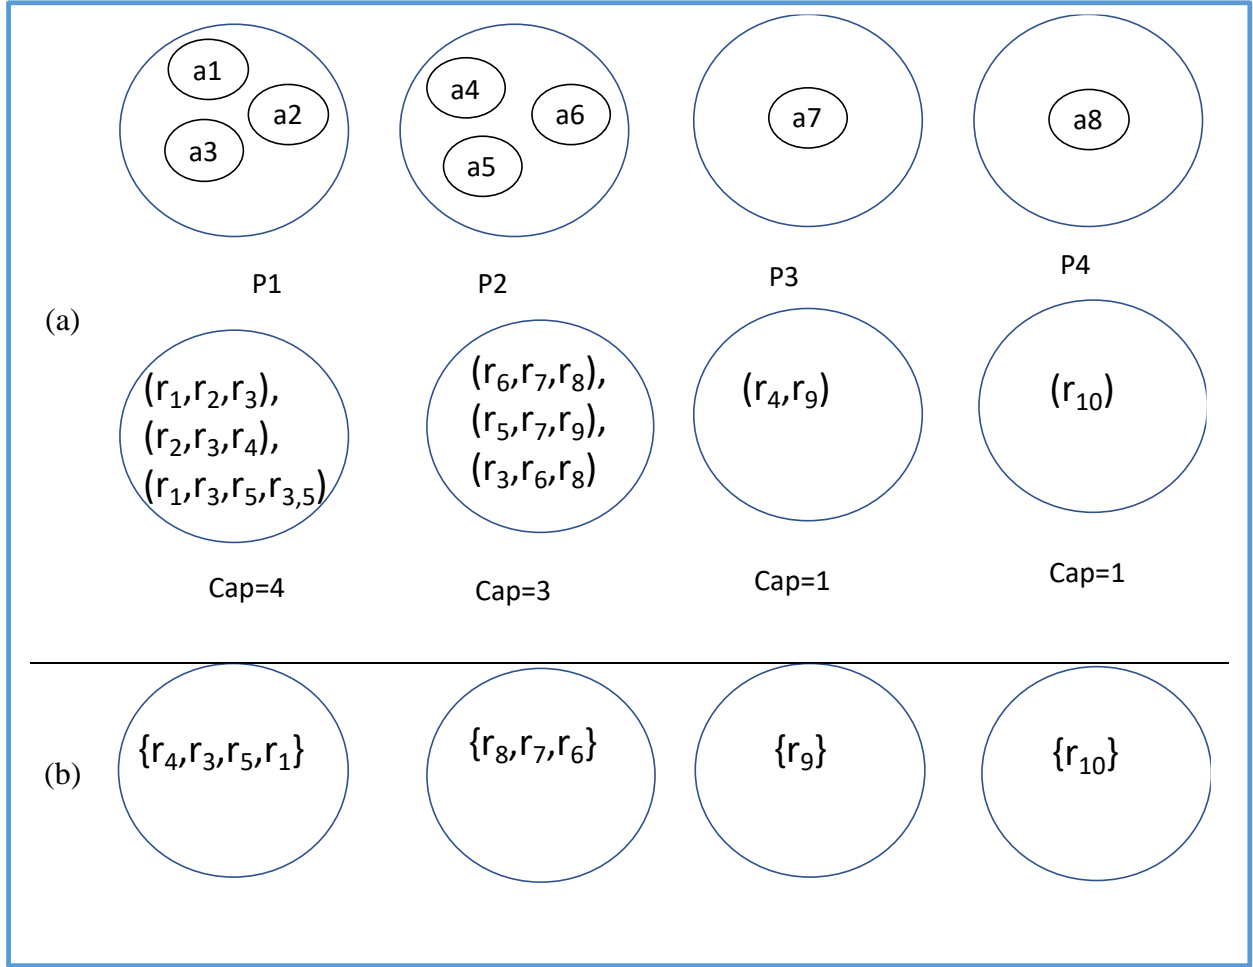 a1
a2
a3
a4
a6
a5
a7
a8
P1
P2
P3
P4
(a)
(r₁,r₂,r₃),
(r₂,r₃,r₄),
(r₁,r₃,r₅,r₃,₅)
(r₆,r₇,r₈),
(r₅,r₇,r₉),
(r₃,r₆,r₈)
(r₄,r₉)
(r₁₀)
Cap=4
Cap=3
Cap=1
Cap=1
(b)
{r₄,r₃,r₅,r₁}
{r₈,r₇,r₆}
{r₉}
{r₁₀}